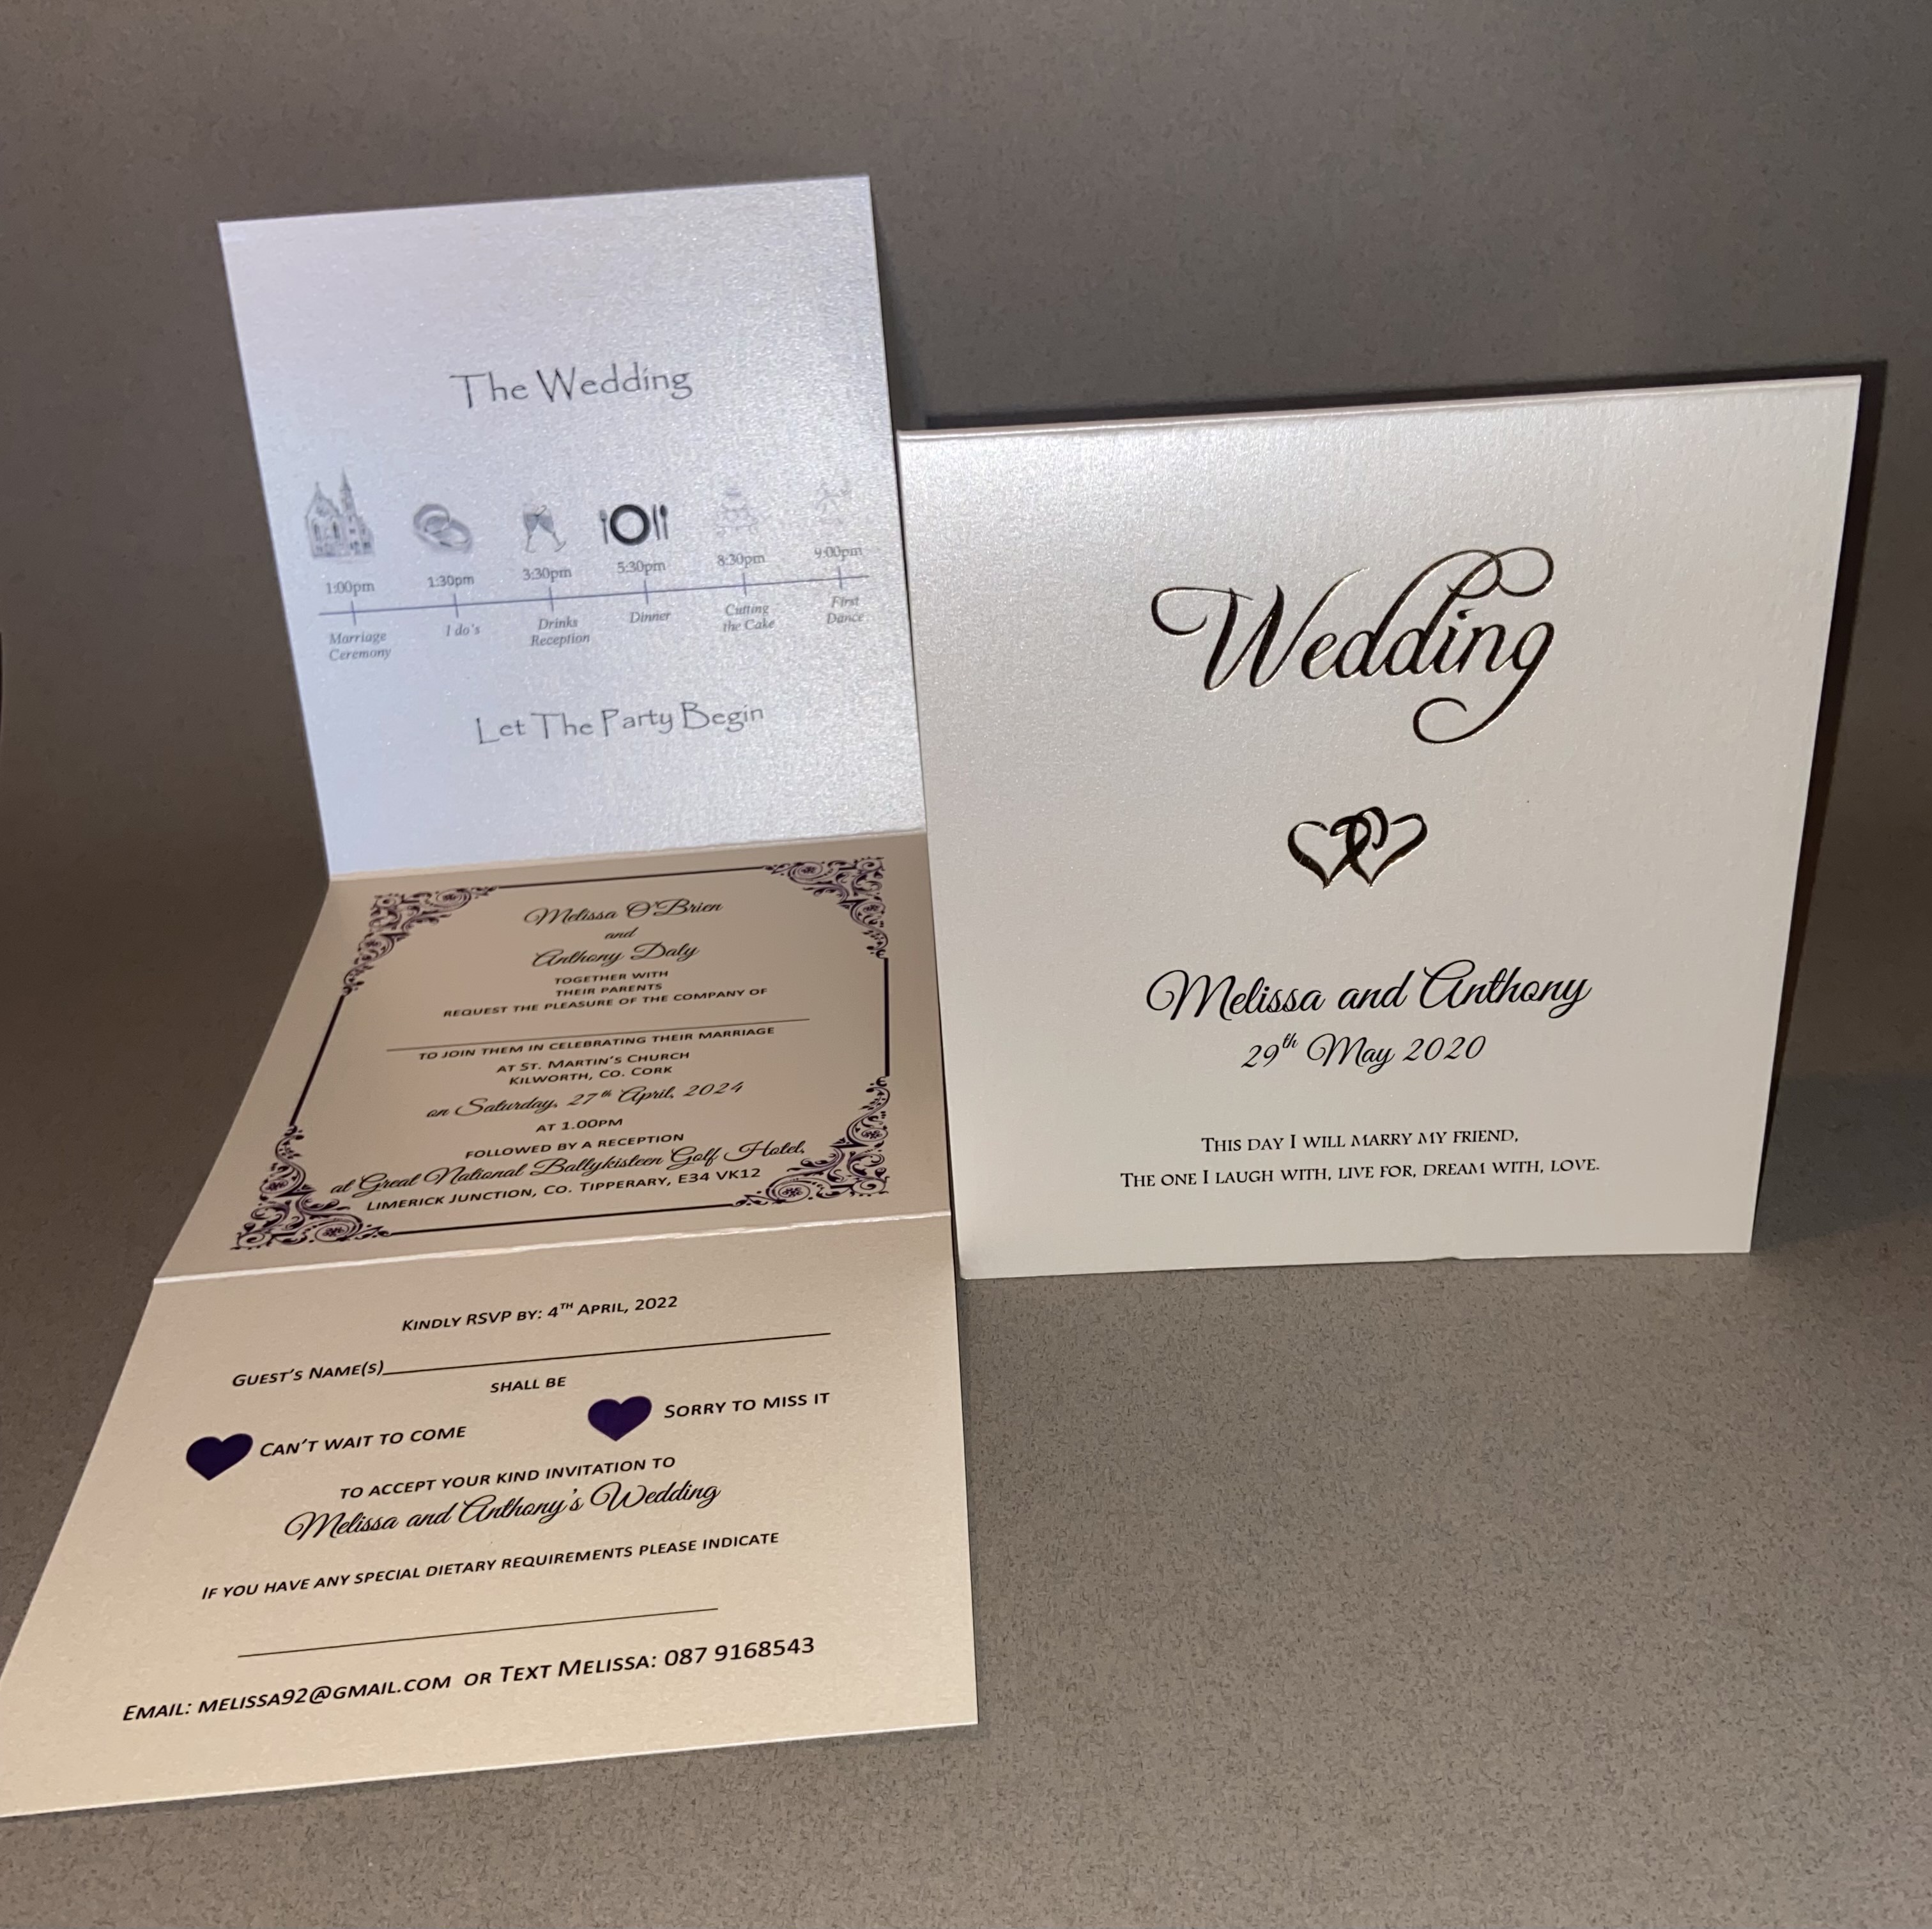 The Wedding
1:00pm 1:30pm 3:30pm 5:30pm 8:30pm 9:00pm
Marriage Ceremony
I do's
Drinks Reception
Dinner
Cutting the Cake
First Dance
Let The Party Begin
Melissa O'Brien
and
Anthony Daly
TOGETHER WITH
THEIR PARENTS
REQUEST THE PLEASURE OF THE COMPANY OF
TO JOIN THEM IN CELEBRATING THEIR MARRIAGE
AT ST. MARTIN'S CHURCH
KILWORTH, CO. CORK
on Saturday, 27th April, 2024
AT 1.00PM
FOLLOWED BY A RECEPTION
at Great National Ballykisteen Golf Hotel,
LIMERICK JUNCTION, CO. TIPPERARY, E34 VK12
KINDLY RSVP BY: 4TH APRIL, 2022
GUEST'S NAME(S)
SHALL BE
CAN'T WAIT TO COME
SORRY TO MISS IT
TO ACCEPT YOUR KIND INVITATION TO
Melissa and Anthony's Wedding
IF YOU HAVE ANY SPECIAL DIETARY REQUIREMENTS PLEASE INDICATE
EMAIL: MELISSA92@GMAIL.COM OR TEXT MELISSA: 087 9168543
Wedding
Melissa and Anthony
29th May 2020
THIS DAY I WILL MARRY MY FRIEND,
THE ONE I LAUGH WITH, LIVE FOR, DREAM WITH, LOVE.